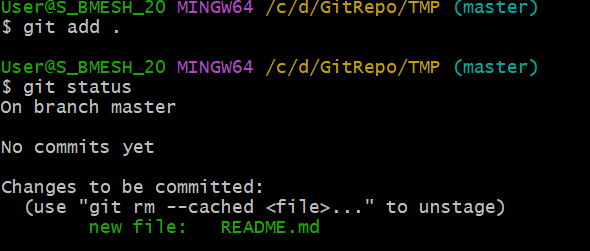 User@S_BMESH_20 MINGW64 /c/d/GitRepo/TMP (master)
$ git add .
User@S_BMESH_20 MINGW64 /c/d/GitRepo/TMP (master)
$ git status
On branch master
No commits yet
Changes to be committed:
  (use "git rm --cached <file>..." to unstage)
        new file:   README.md